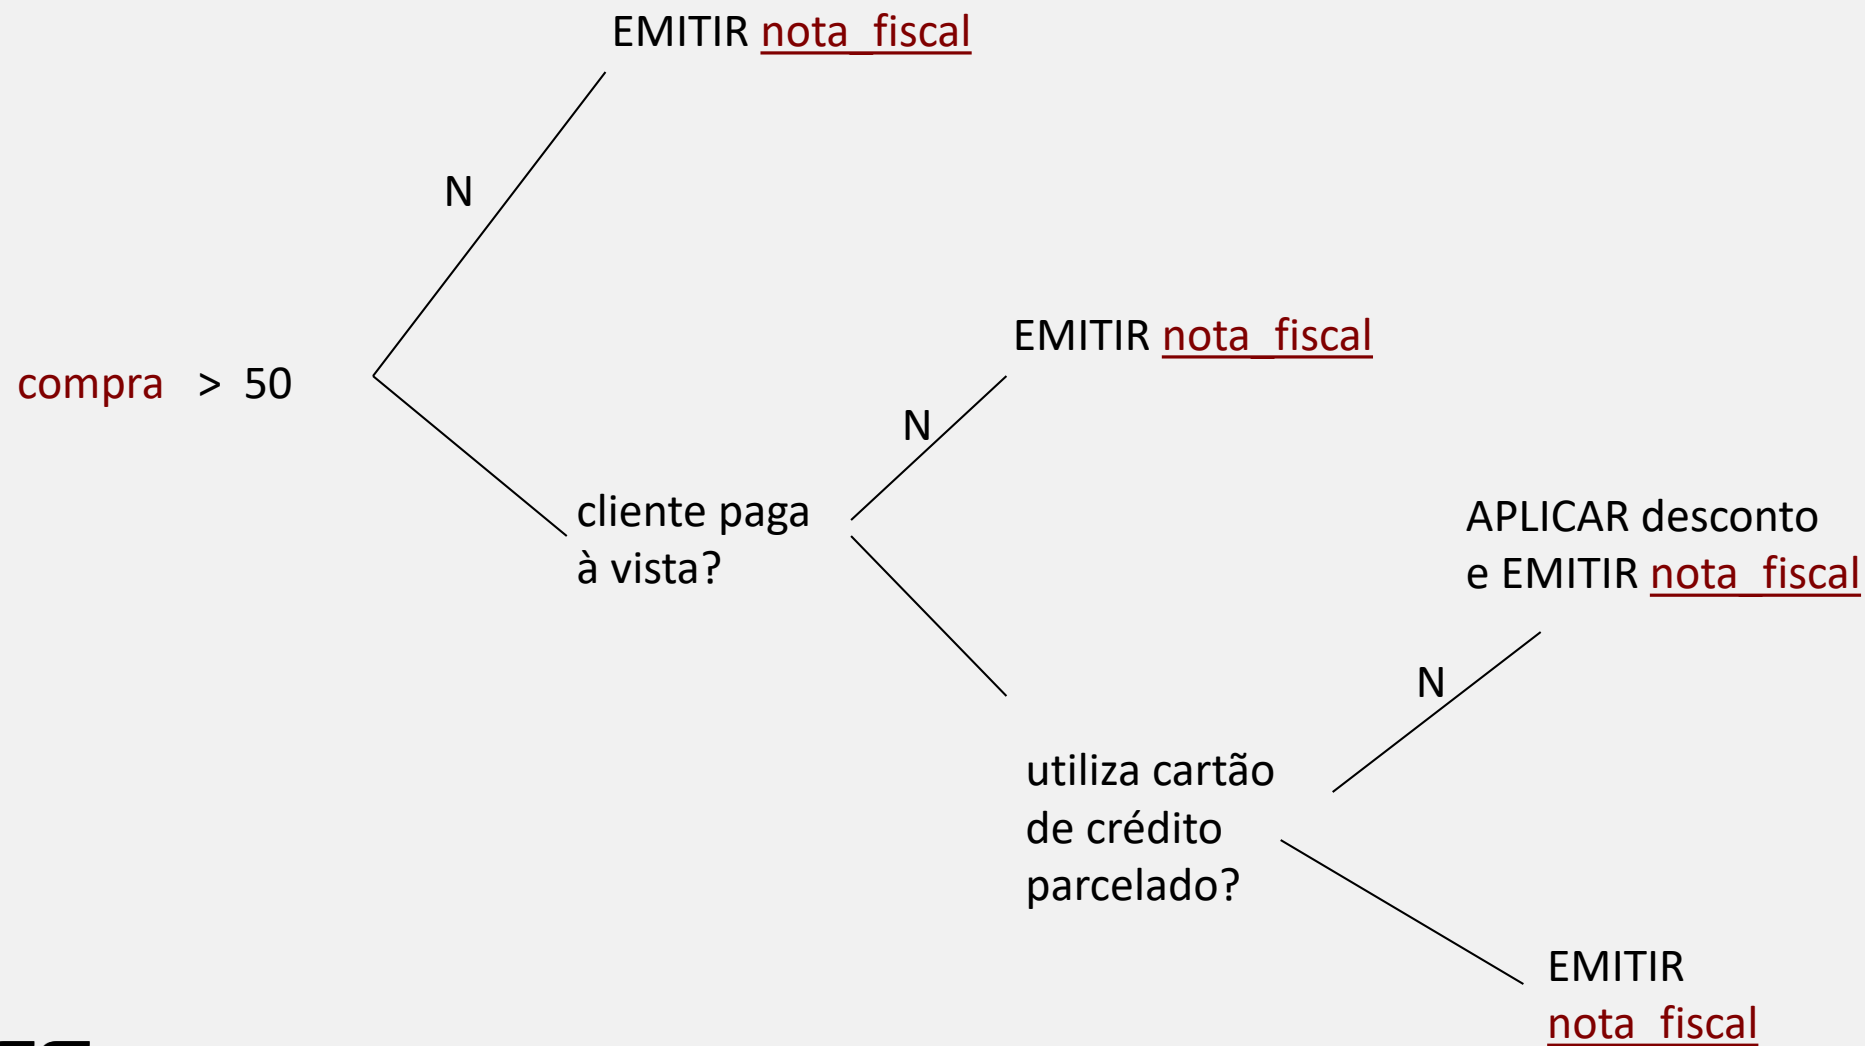 EMITIR nota_fiscal
N
EMITIR nota_fiscal
compra > 50
N
cliente paga
à vista?
APLICAR desconto
e EMITIR nota_fiscal
N
utiliza cartão
de crédito
parcelado?
EMITIR
nota_fiscal